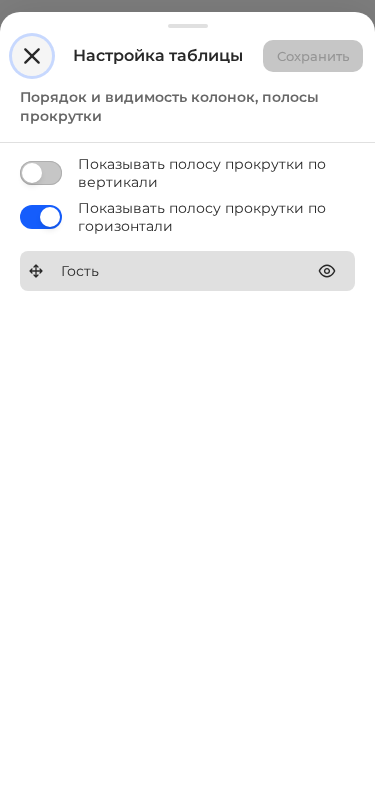 Настройка таблицы
Сохранить
Порядок и видимость колонок, полосы
прокрутки
Показывать полосу прокрутки по
вертикали
Показывать полосу прокрутки по
горизонтали
Гость